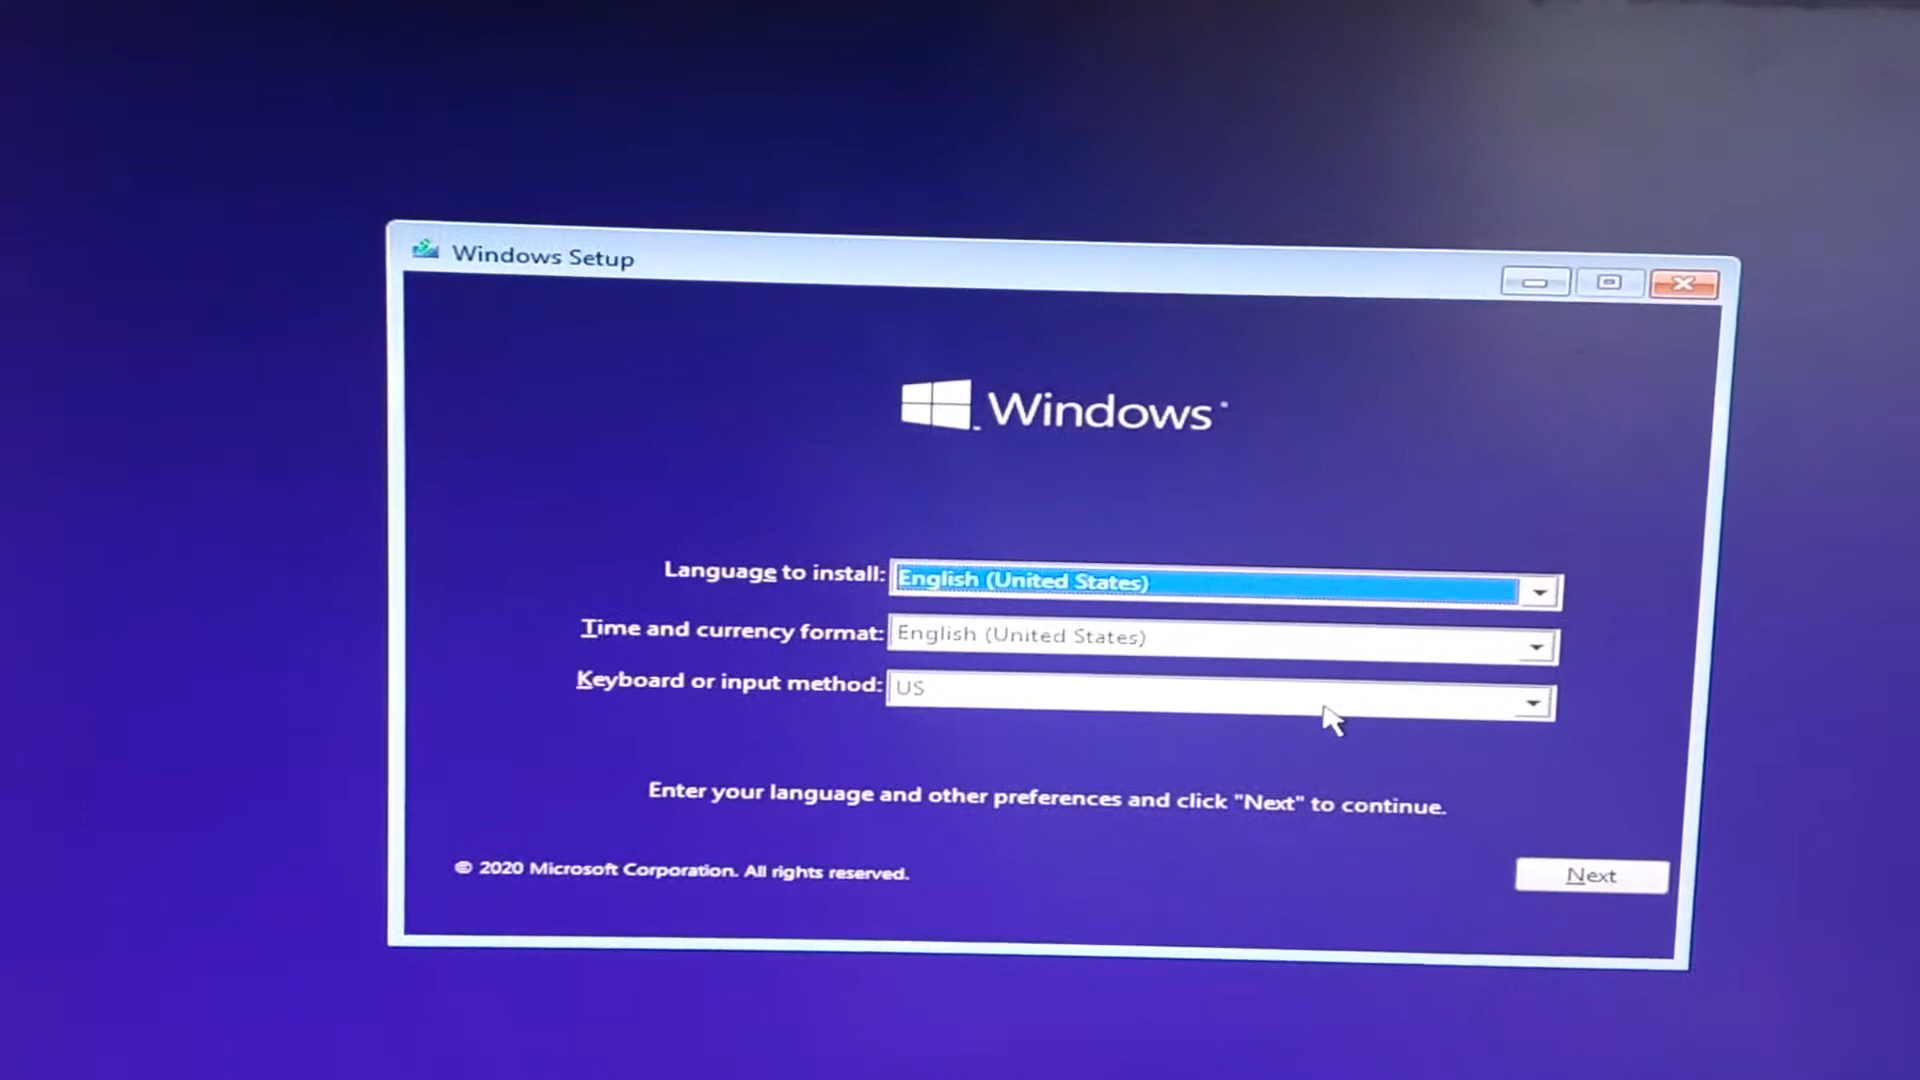 Windows Setup
Windows
Language to install: English (United States)
Time and currency format: English (United States)
Keyboard or input method: US
Enter your language and other preferences and click "Next" to continue.
© 2020 Microsoft Corporation. All rights reserved.
Next